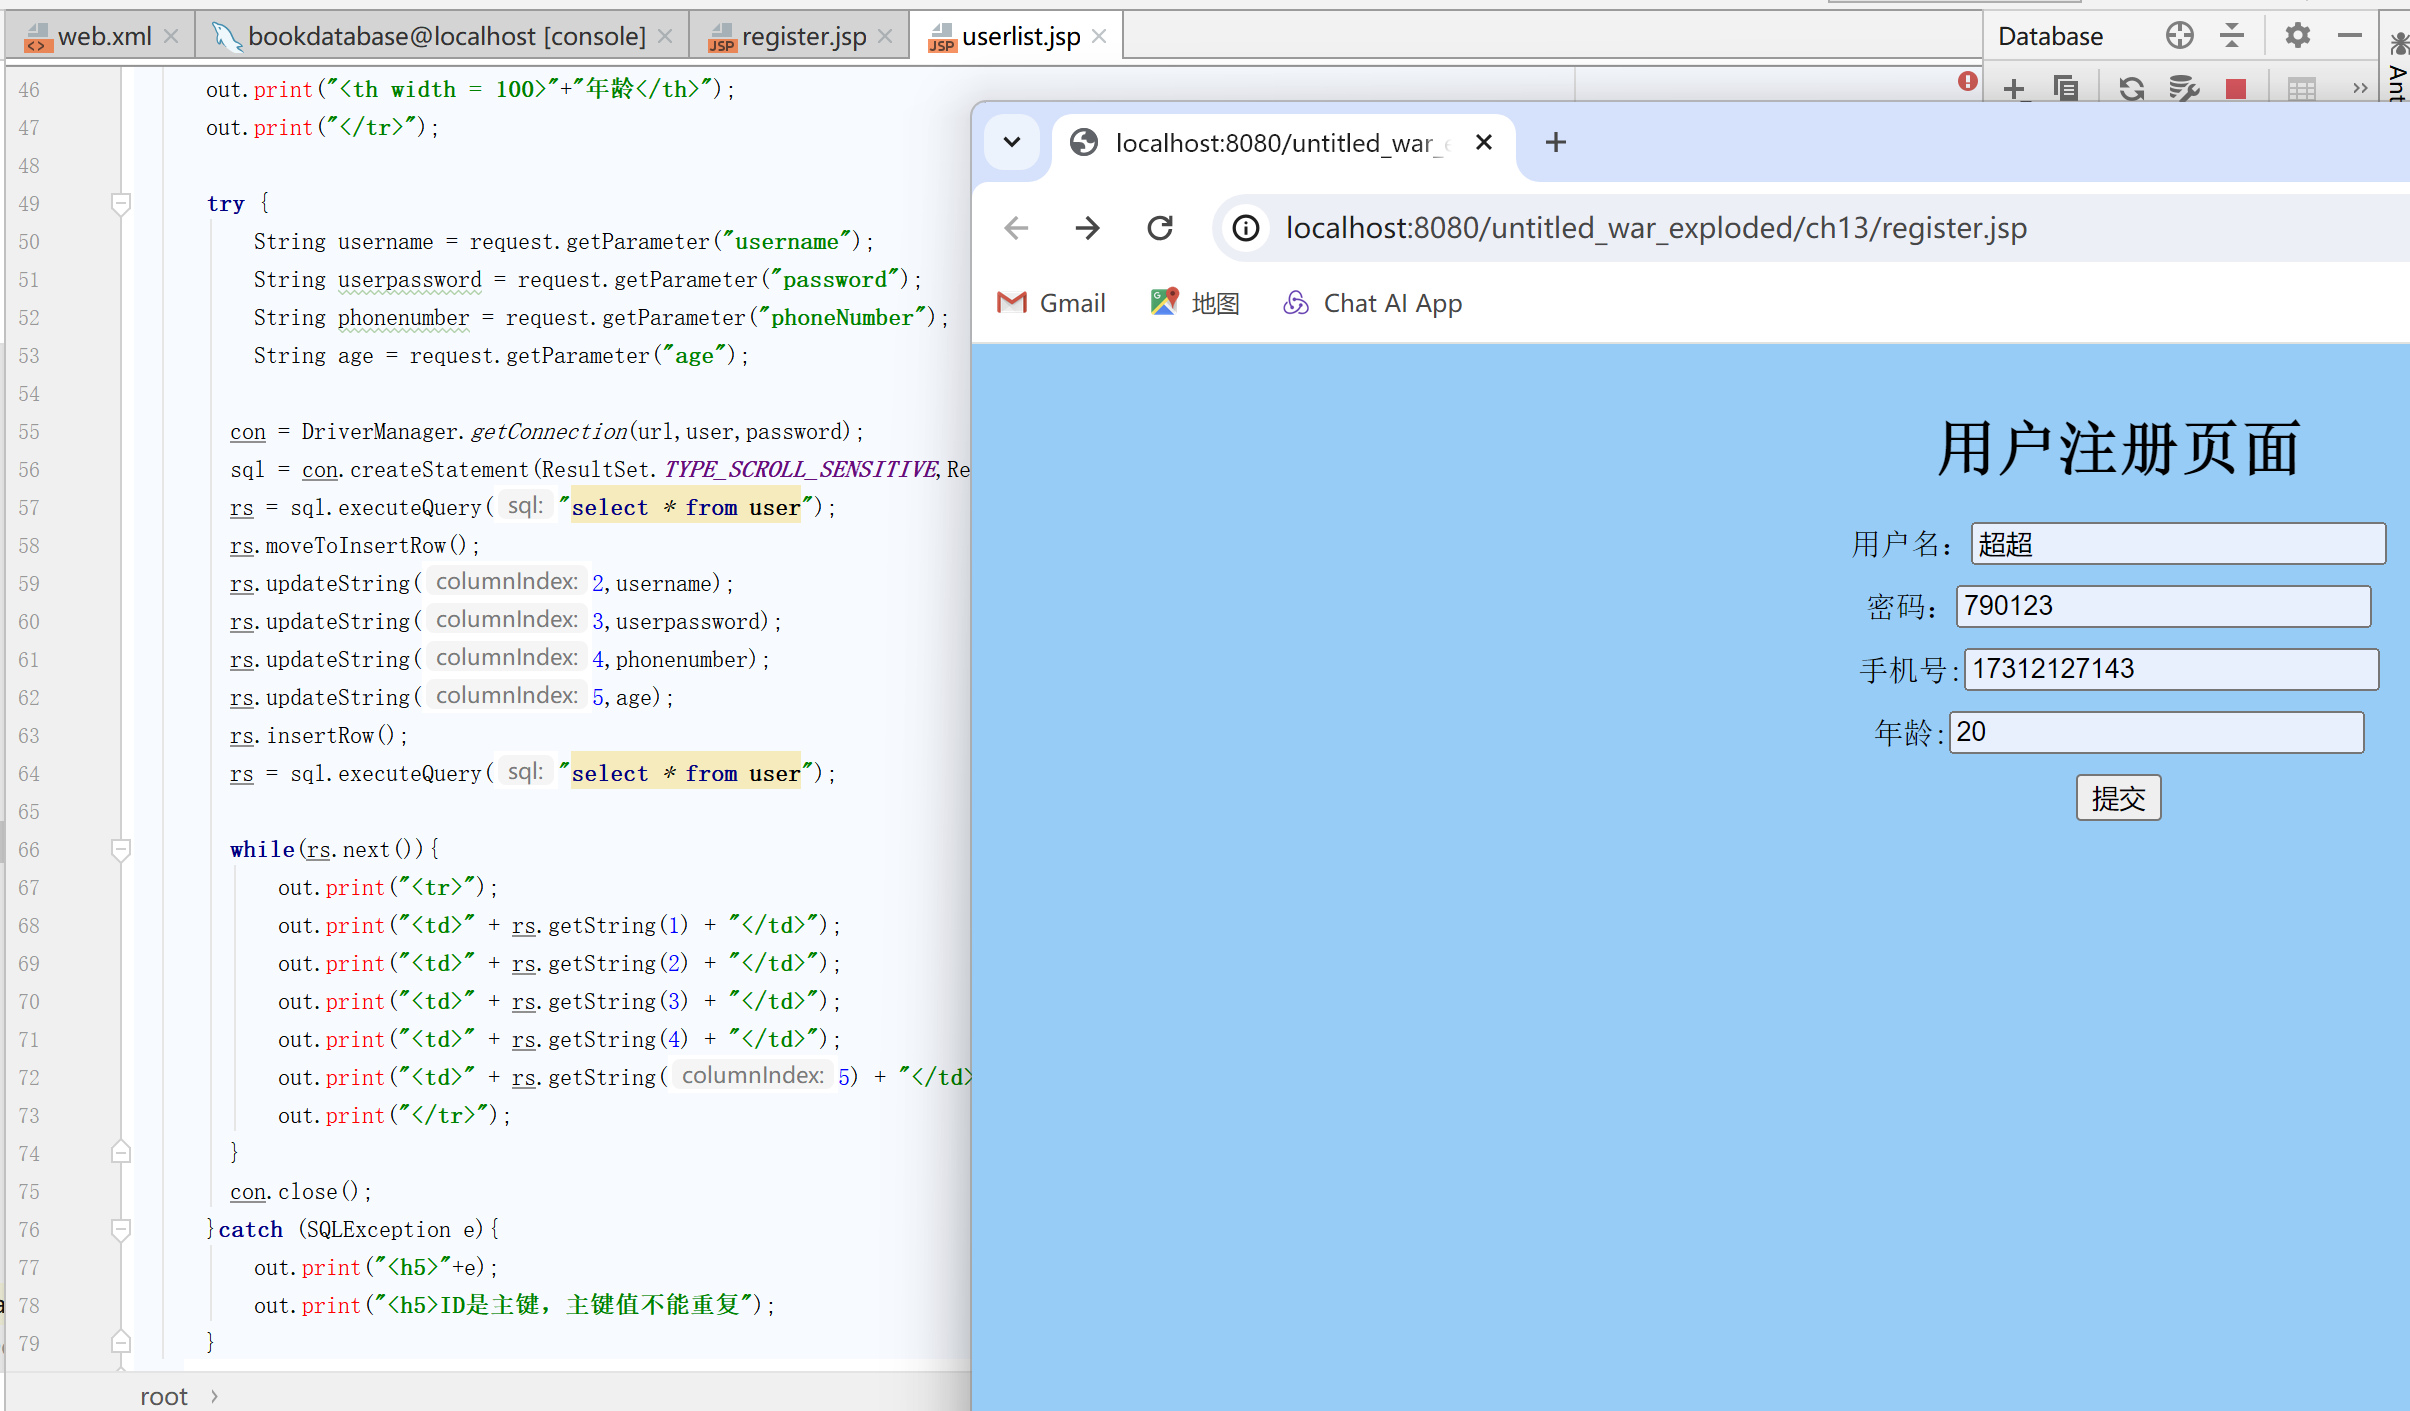 web.xml
bookdatabase@localhost [console]
register.jsp
userlist.jsp
46 out.print("<th width = 100>"+"年龄</th>");
47 out.print("</tr>");
48
49 try {
50 String username = request.getParameter("username");
51 String userpassword = request.getParameter("password");
52 String phonenumber = request.getParameter("phoneNumber");
53 String age = request.getParameter("age");
54
55 con = DriverManager.getConnection(url,user,password);
56 sql = con.createStatement(ResultSet.TYPE_SCROLL_SENSITIVE,Re
57 rs = sql.executeQuery( sql: "select * from user");
58 rs.moveToInsertRow();
59 rs.updateString( columnIndex: 2,username);
60 rs.updateString( columnIndex: 3,userpassword);
61 rs.updateString( columnIndex: 4,phonenumber);
62 rs.updateString( columnIndex: 5,age);
63 rs.insertRow();
64 rs = sql.executeQuery( sql: "select * from user");
65
66 while(rs.next()){
67 out.print("<tr>");
68 out.print("<td>" + rs.getString(1) + "</td>");
69 out.print("<td>" + rs.getString(2) + "</td>");
70 out.print("<td>" + rs.getString(3) + "</td>");
71 out.print("<td>" + rs.getString(4) + "</td>");
72 out.print("<td>" + rs.getString( columnIndex: 5) + "</td>
73 out.print("</tr>");
74 }
75 con.close();
76 }catch (SQLException e){
77 out.print("<h5>"+e);
78 out.print("<h5>ID是主键，主键值不能重复");
79 }
root
Database
Ant
localhost:8080/untitled_war_
localhost:8080/untitled_war_exploded/ch13/register.jsp
Gmail
地图
Chat AI App
用户注册页面
用户名：超超
密码：790123
手机号:17312127143
年龄:20
提交